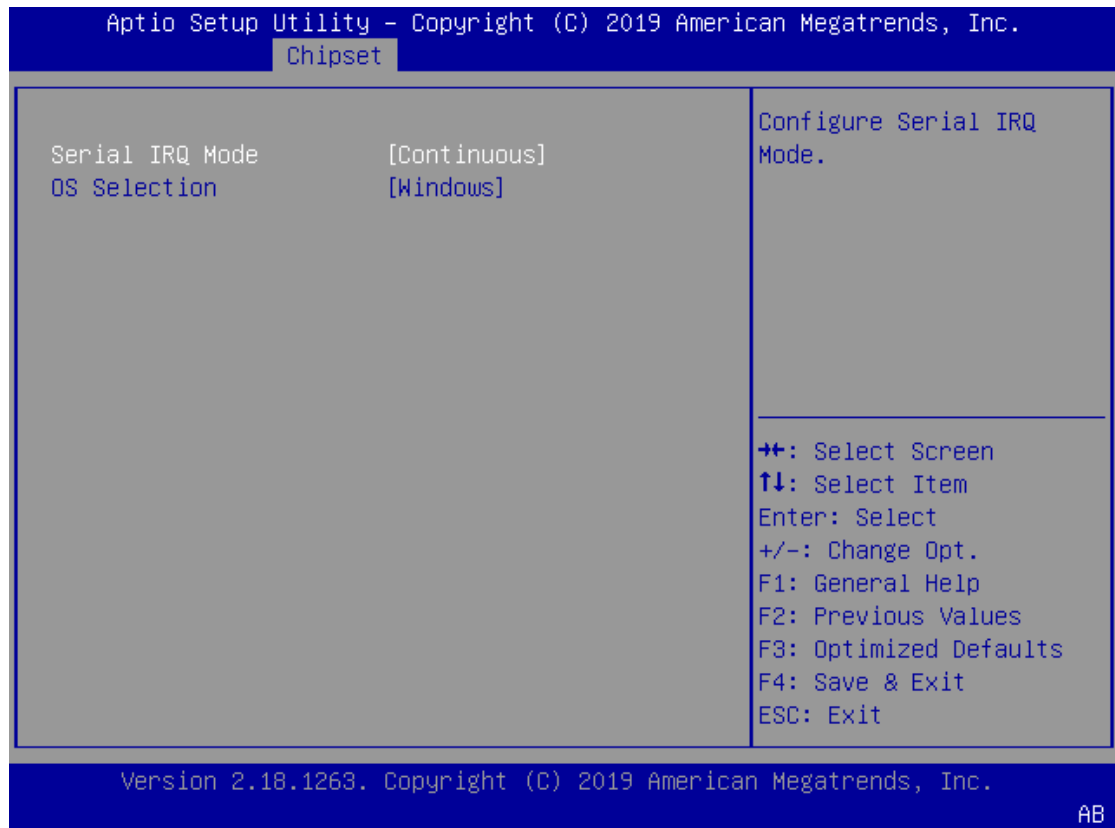 Aptio Setup Utility – Copyright (C) 2019 American Megatrends, Inc.
Chipset
Serial IRQ Mode [Continuous]
OS Selection [Windows]
Configure Serial IRQ
Mode.
→←: Select Screen
↑↓: Select Item
Enter: Select
+/-: Change Opt.
F1: General Help
F2: Previous Values
F3: Optimized Defaults
F4: Save & Exit
ESC: Exit
Version 2.18.1263. Copyright (C) 2019 American Megatrends, Inc.
AB